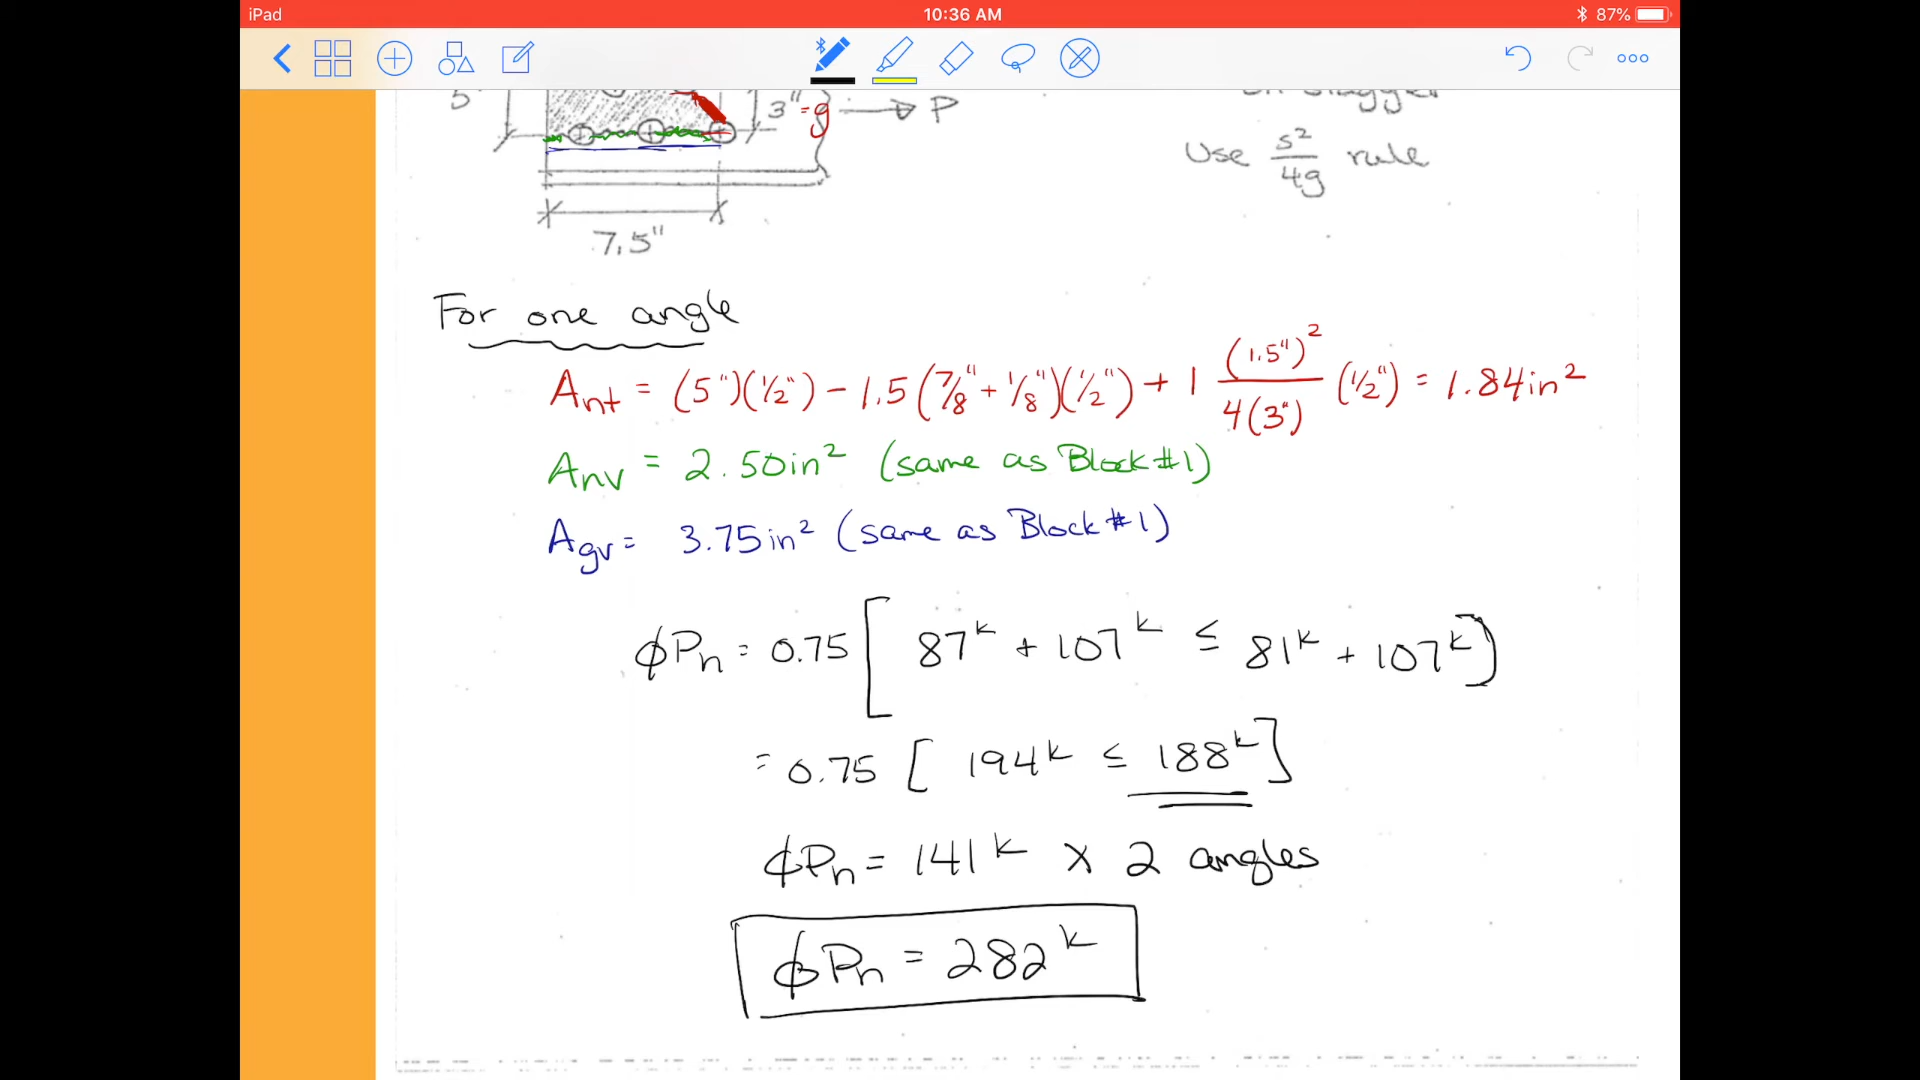 iPad 10:36 AM 87%
5" 3" = g → P
Use s²/4g rule
7.5"
For one angle
Ant = (5")(1/2") - 1.5(7/8" + 1/8")(1/2") + 1 (1.5")²/4(3") (1/2") = 1.84in²
Anv = 2.50in² (same as Block #1)
Agv = 3.75in² (same as Block #1)
ϕPn = 0.75 [ 87ᵏ + 107ᵏ ≤ 81ᵏ + 107ᵏ ]
= 0.75 [ 194ᵏ ≤ 188ᵏ ]
ϕPn = 141ᵏ x 2 angles
ϕPn = 282ᵏ